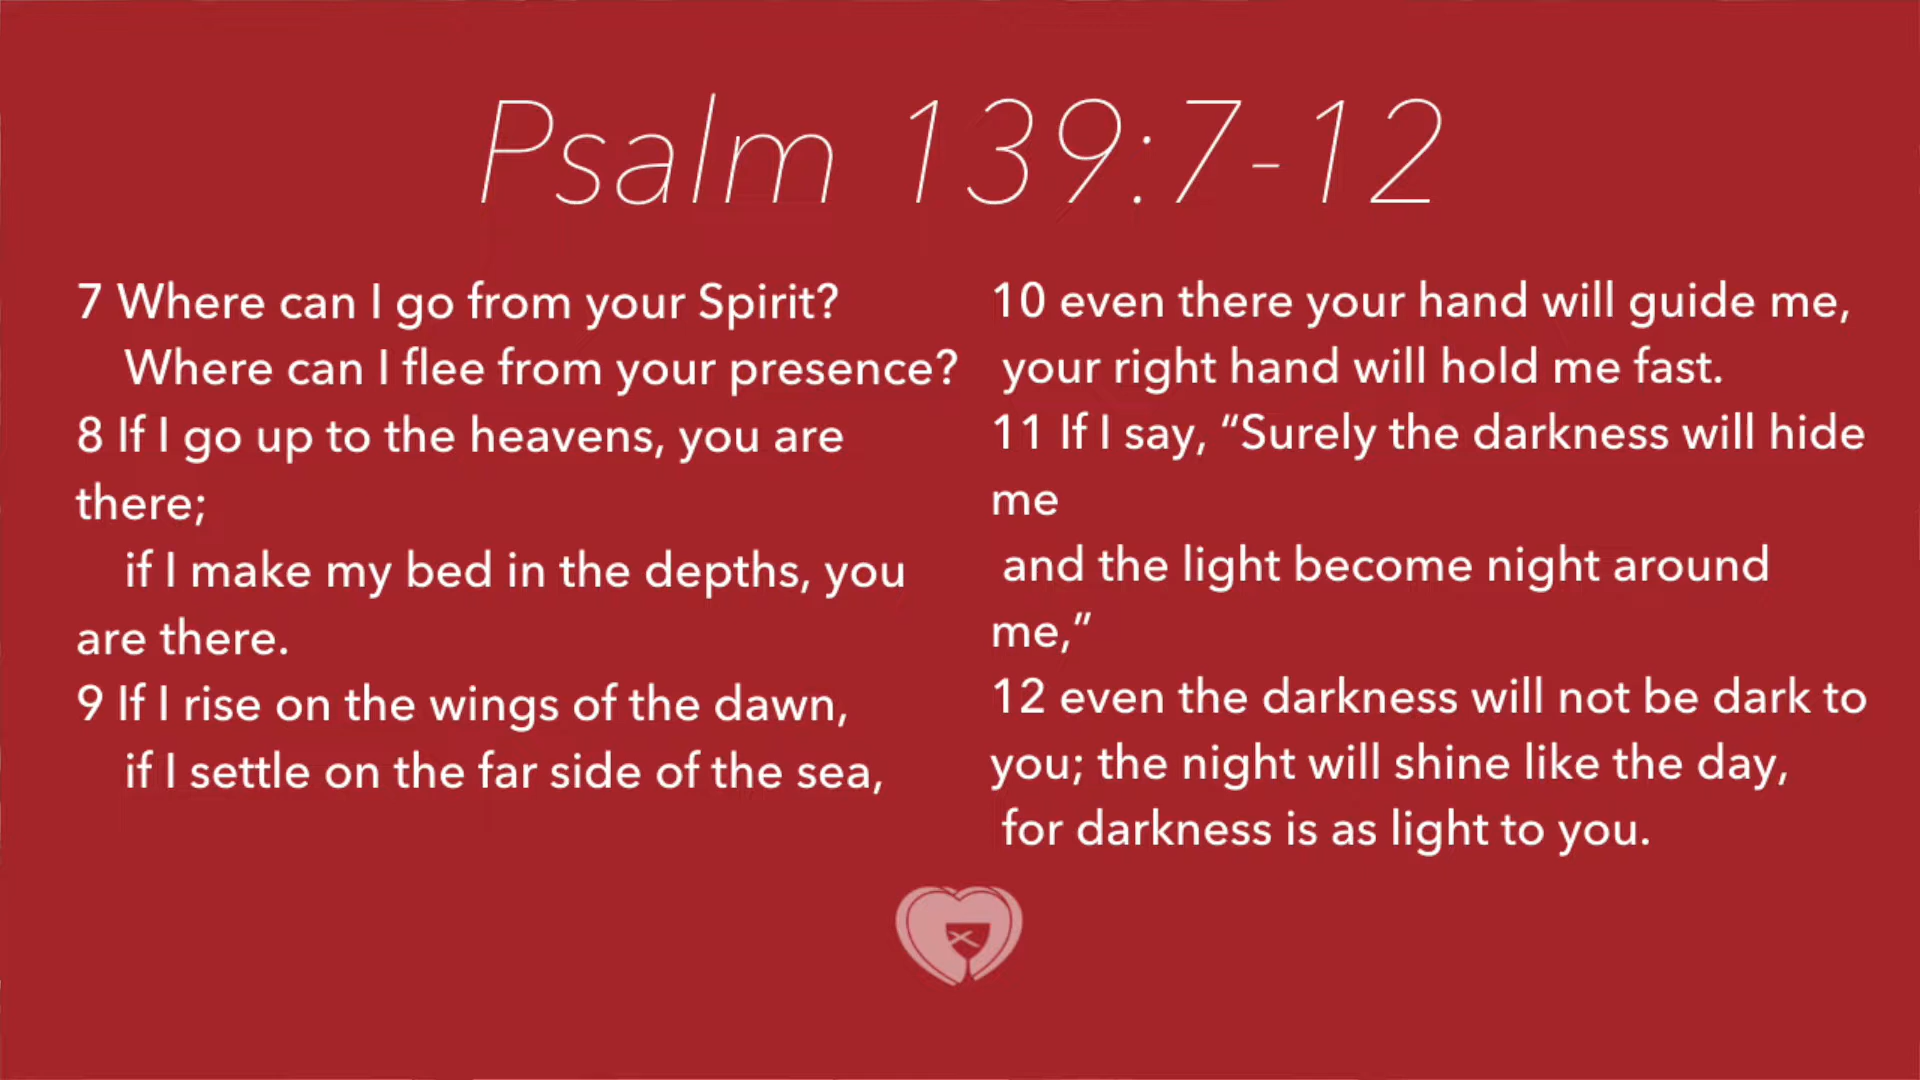 Psalm 139:7-12
7 Where can I go from your Spirit?
Where can I flee from your presence?
8 If I go up to the heavens, you are
there;
if I make my bed in the depths, you
are there.
9 If I rise on the wings of the dawn,
if I settle on the far side of the sea,
10 even there your hand will guide me,
your right hand will hold me fast.
11 If I say, “Surely the darkness will hide
me
and the light become night around
me,”
12 even the darkness will not be dark to
you; the night will shine like the day,
for darkness is as light to you.